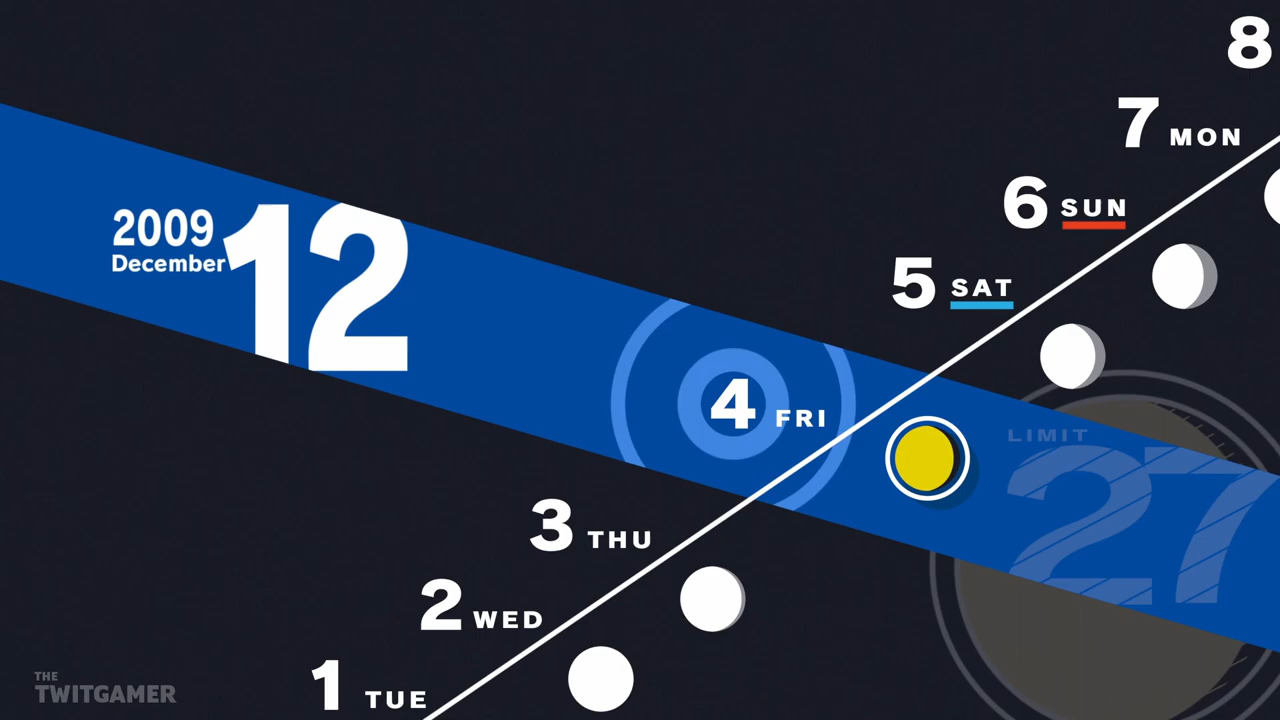 8
7 MON
6 SUN
5 SAT
2009
December
12
4 FRI
LIMIT
27
3 THU
2 WED
1 TUE
THE
TWITGAMER